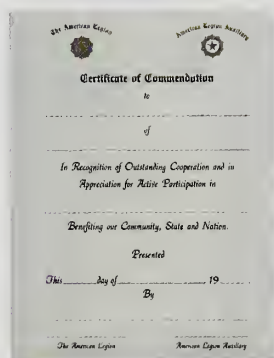 The American Legion
American Legion Auxiliary
Certificate of Commendation
to
of
In Recognition of Outstanding Cooperation and in
Appreciation for Active Participation in
Benefiting our Community, State and Nation.
Presented
This day of 19
By
The American Legion
American Legion Auxiliary